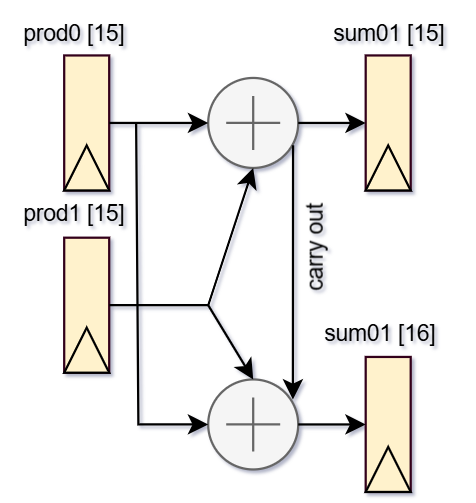 prod0 [15]
sum01 [15]
prod1 [15]
carry out
sum01 [16]